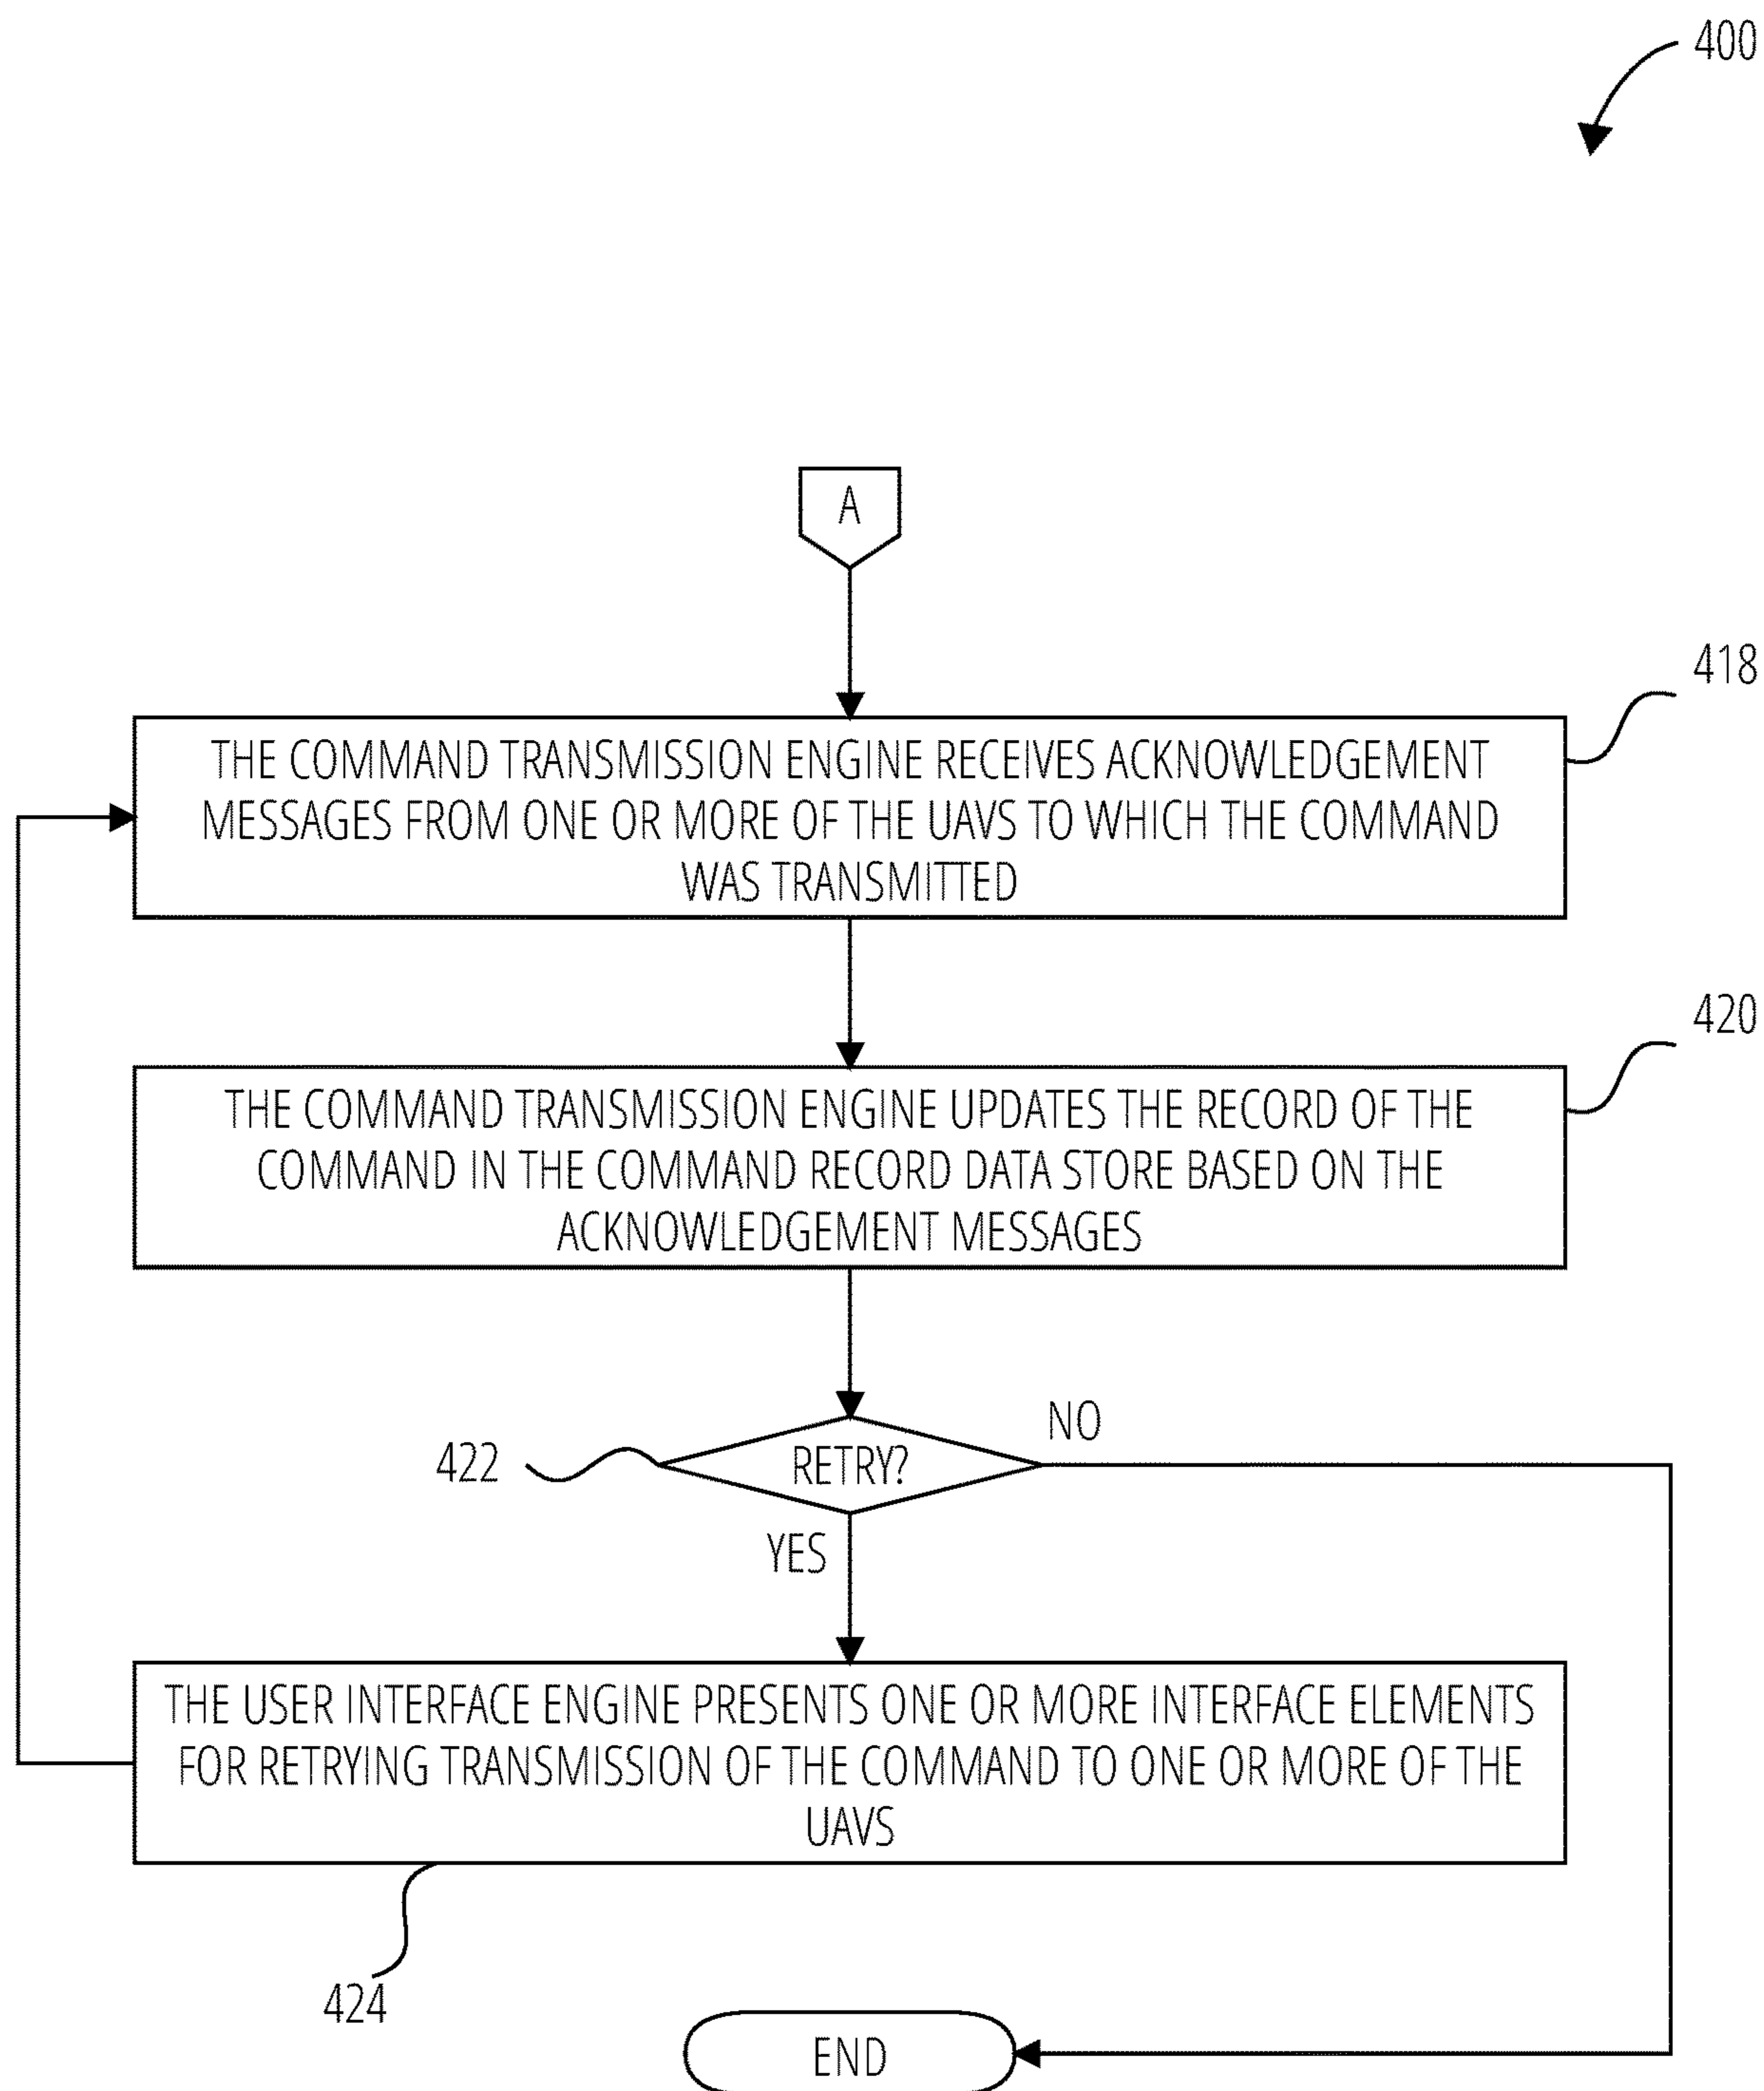 400
A
418
THE COMMAND TRANSMISSION ENGINE RECEIVES ACKNOWLEDGEMENT
MESSAGES FROM ONE OR MORE OF THE UAVS TO WHICH THE COMMAND
WAS TRANSMITTED
420
THE COMMAND TRANSMISSION ENGINE UPDATES THE RECORD OF THE
COMMAND IN THE COMMAND RECORD DATA STORE BASED ON THE
ACKNOWLEDGEMENT MESSAGES
NO
422
RETRY?
YES
THE USER INTERFACE ENGINE PRESENTS ONE OR MORE INTERFACE ELEMENTS
FOR RETRYING TRANSMISSION OF THE COMMAND TO ONE OR MORE OF THE
UAVS
424
END